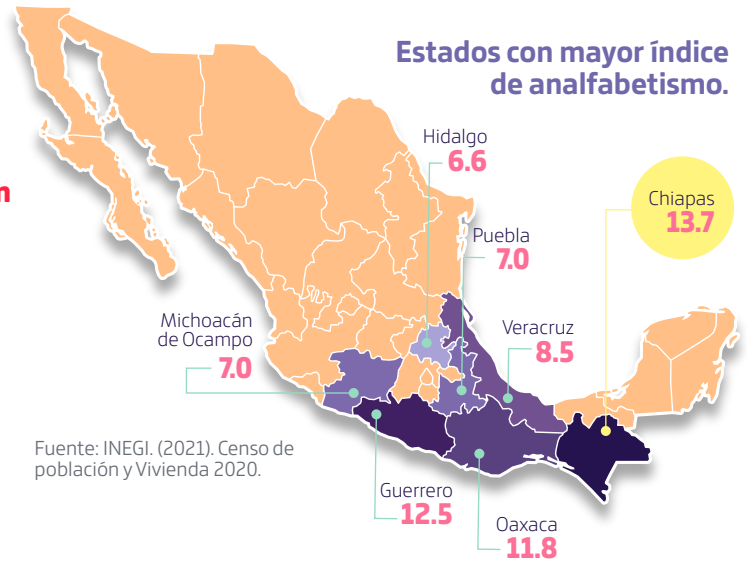 Estados con mayor índice
de analfabetismo.
Hidalgo
6.6
Chiapas
13.7
Puebla
7.0
Michoacán
de Ocampo
7.0
Veracruz
8.5
Fuente: INEGI. (2021). Censo de
población y Vivienda 2020.
Guerrero
12.5
Oaxaca
11.8